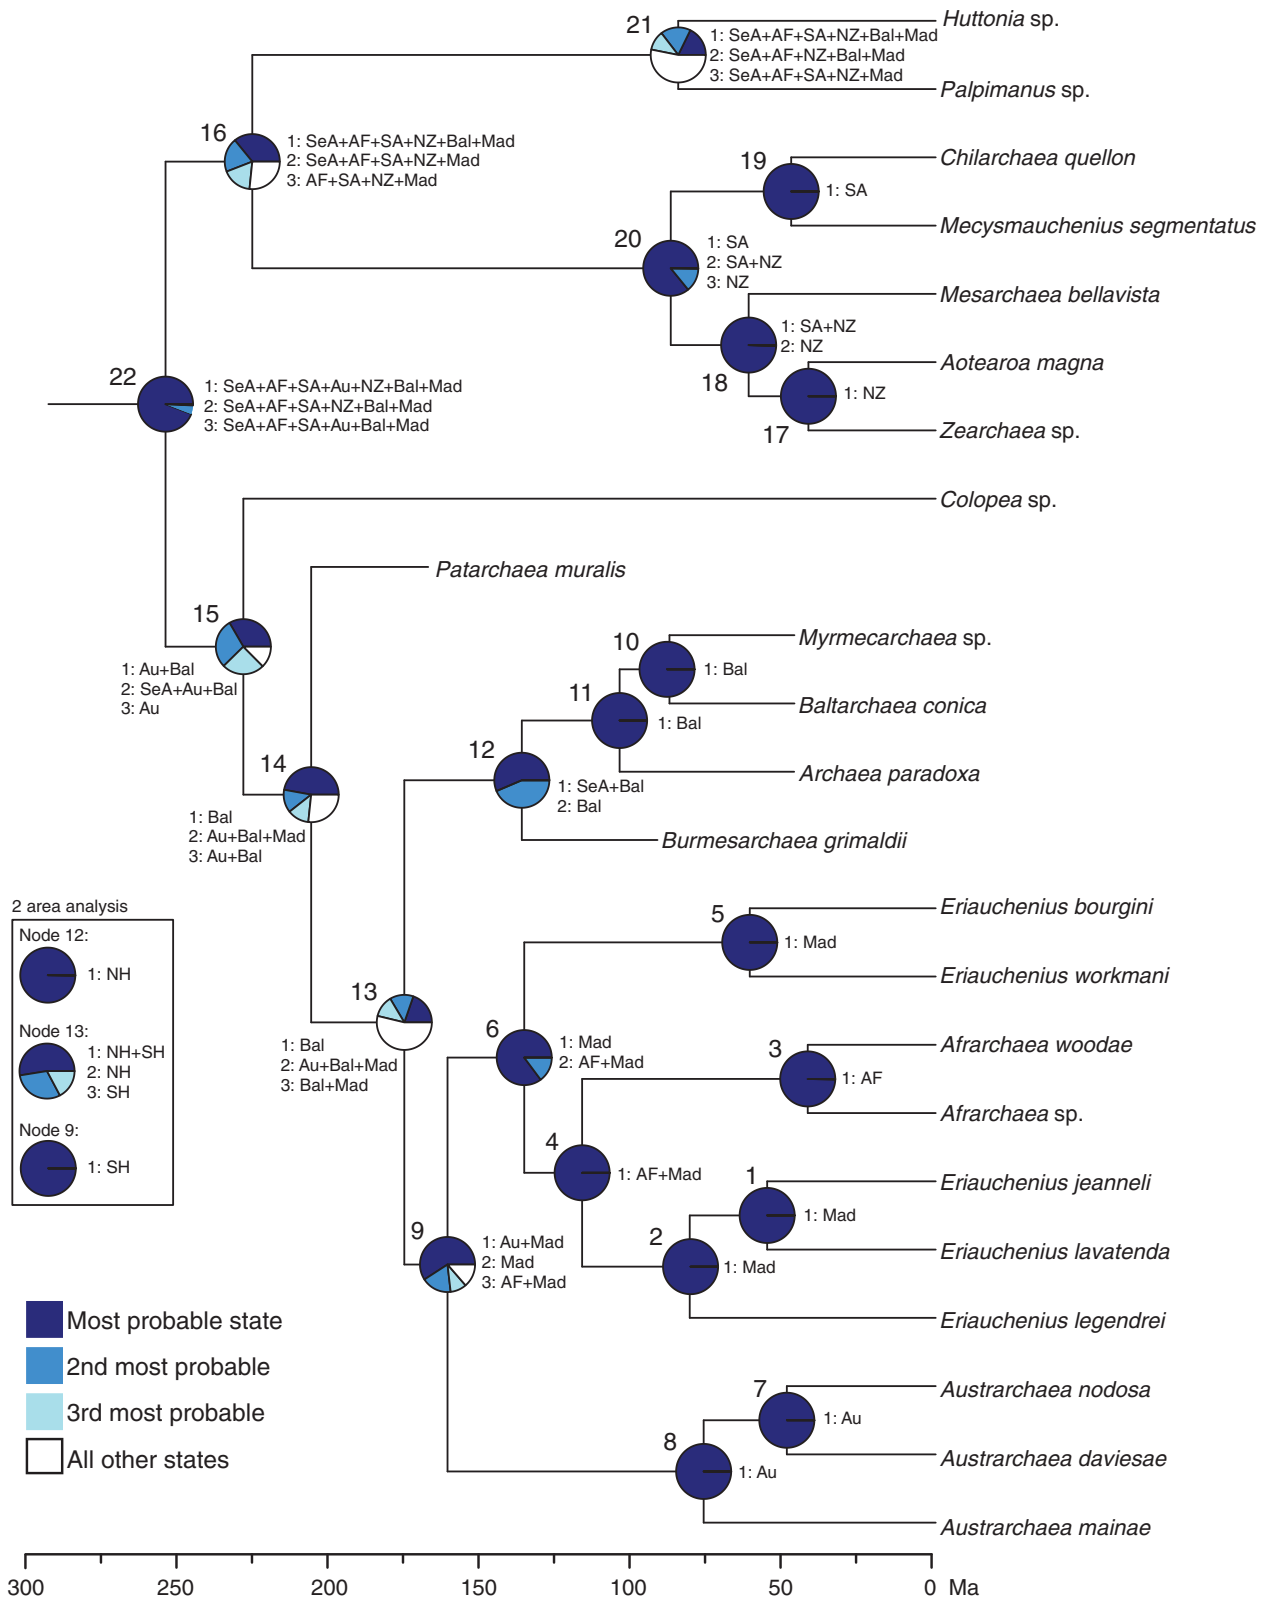 21
Huttonia sp.
1: SeA+AF+SA+NZ+Bal+Mad
2: SeA+AF+NZ+Bal+Mad
3: SeA+AF+SA+NZ+Mad
Palpimanus sp.
16
1: SeA+AF+SA+NZ+Bal+Mad
2: SeA+AF+SA+NZ+Mad
3: AF+SA+NZ+Mad
19
Chilarchaea quellon
1: SA
Mecysmauchenius segmentatus
20
1: SA
2: SA+NZ
3: NZ
Mesarchaea bellavista
1: SA+NZ
2: NZ
18
Aotearoa magna
1: NZ
17
Zearchaea sp.
22
1: SeA+AF+SA+Au+NZ+Bal+Mad
2: SeA+AF+SA+NZ+Bal+Mad
3: SeA+AF+SA+Au+Bal+Mad
Colopea sp.
Patarchaea muralis
15
1: Au+Bal
2: SeA+Au+Bal
3: Au
10
Myrmecarchaea sp.
1: Bal
Baltarchaea conica
11
1: Bal
Archaea paradoxa
12
1: SeA+Bal
2: Bal
Burmesarchaea grimaldii
14
1: Bal
2: Au+Bal+Mad
3: Au+Bal
2 area analysis
Node 12:
1: NH
Node 13:
1: NH+SH
2: NH
3: SH
Node 9:
1: SH
13
1: Bal
2: Au+Bal+Mad
3: Bal+Mad
5
Eriauchenius bourgini
1: Mad
Eriauchenius workmani
6
1: Mad
2: AF+Mad
3
Afrarchaea woodae
1: AF
Afrarchaea sp.
4
1: AF+Mad
1
Eriauchenius jeanneli
1: Mad
Eriauchenius lavatenda
2
1: Mad
Eriauchenius legendrei
9
1: Au+Mad
2: Mad
3: AF+Mad
7
Austrarchaea nodosa
1: Au
Austrarchaea daviesae
8
1: Au
Austrarchaea mainae
Most probable state
2nd most probable
3rd most probable
All other states
300 250 200 150 100 50 0 Ma